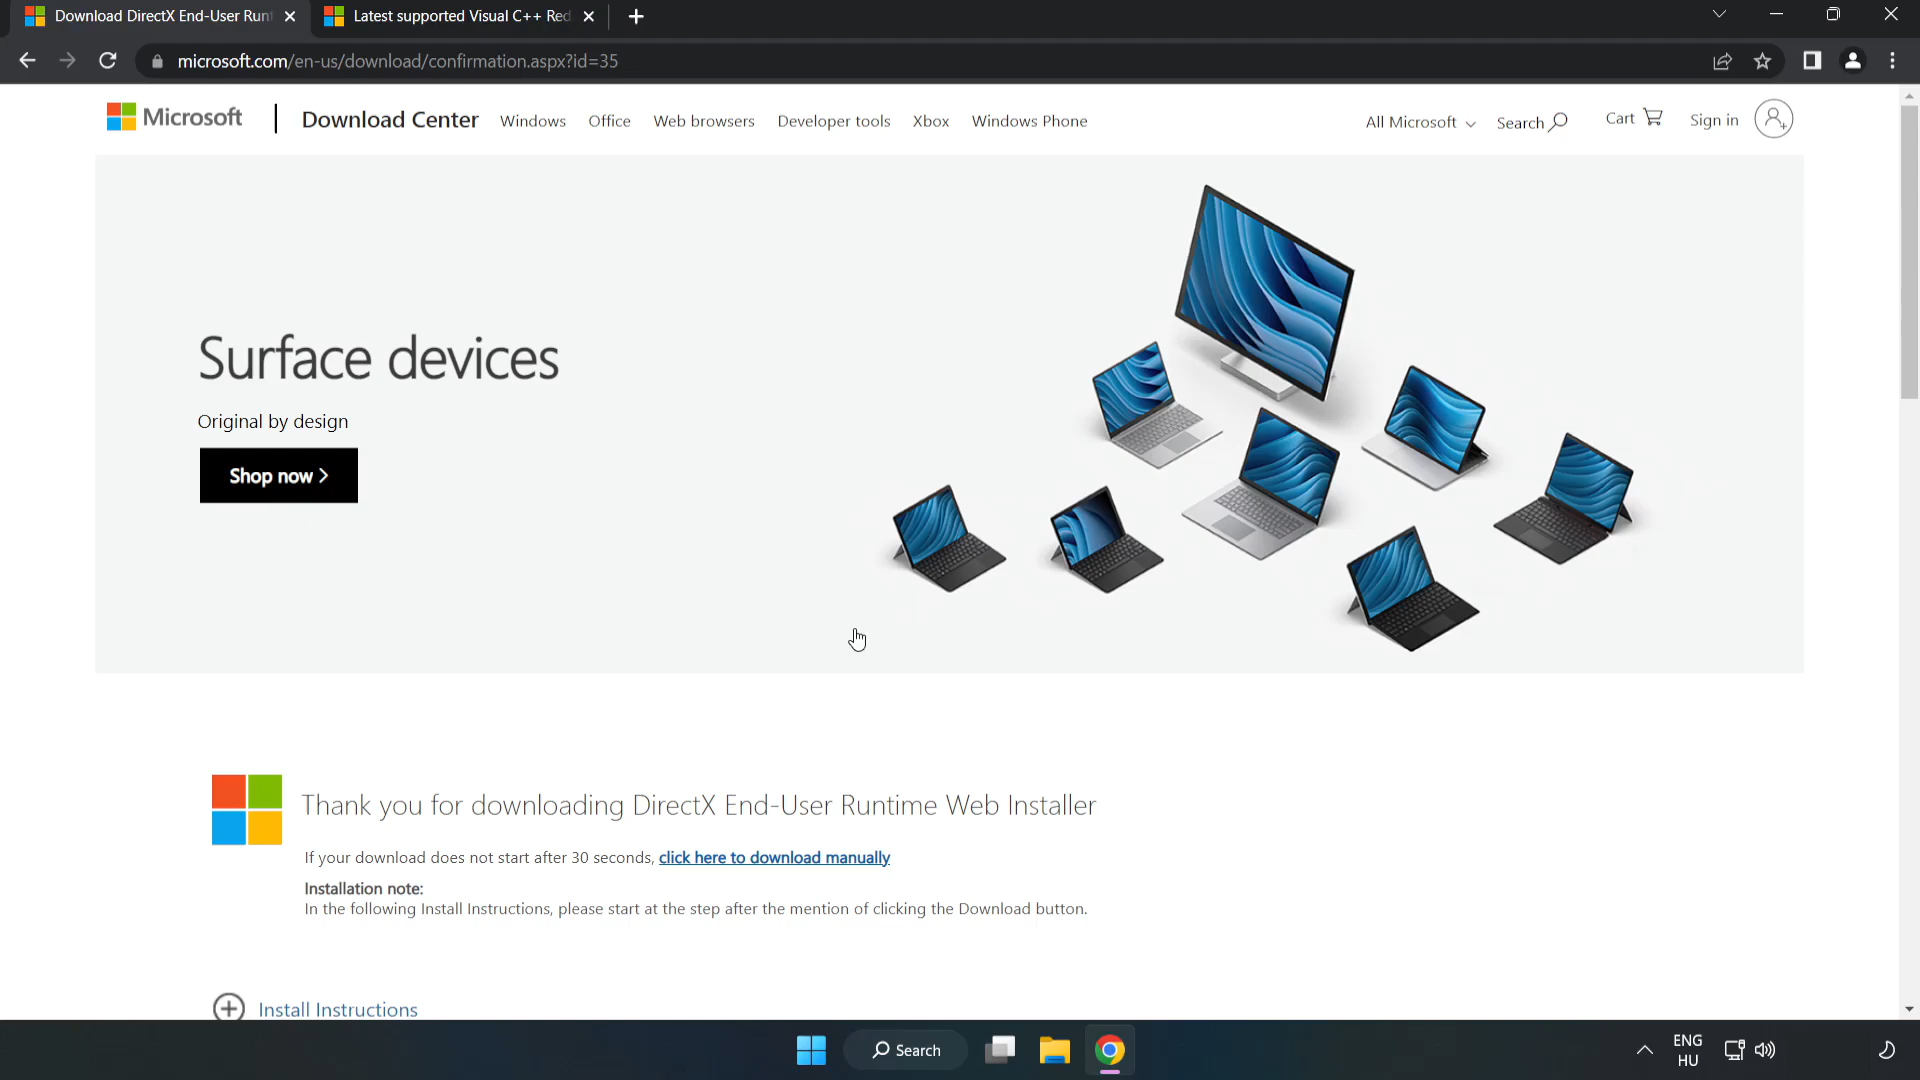 Download DirectX End-User Runt
Latest supported Visual C++ Red
microsoft.com/en-us/download/confirmation.aspx?id=35
Microsoft
Download Center
Windows
Office
Web browsers
Developer tools
Xbox
Windows Phone
All Microsoft
Search
Cart
Sign in
Surface devices
Original by design
Shop now
Thank you for downloading DirectX End-User Runtime Web Installer
If your download does not start after 30 seconds, click here to download manually
Installation note:
In the following Install Instructions, please start at the step after the mention of clicking the Download button.
Install Instructions
Search
ENG
HU